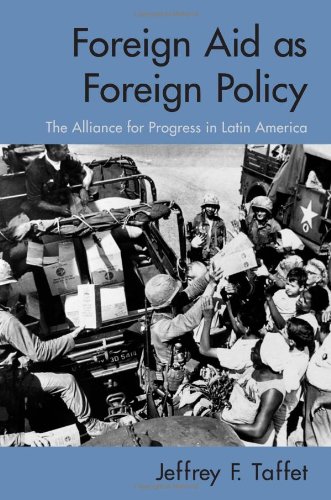 Foreign Aid as
Foreign Policy
The Alliance for Progress in Latin America
Jeffrey F. Taffet